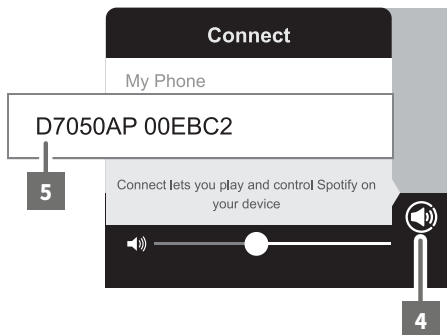 Connect
My Phone
D7050AP 00EBC2
5
Connect lets you play and control Spotify on
your device
4